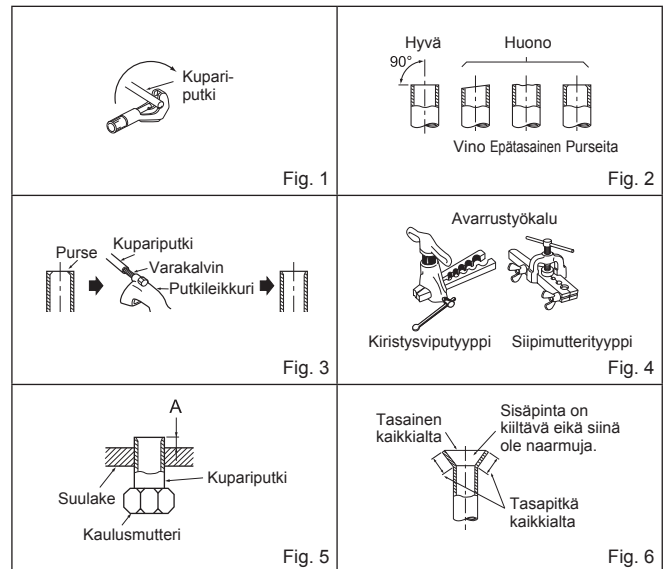 Kupari-
putki
Fig. 1
Hyvä
Huono
90°
Vino Epätasainen Purseita
Fig. 2
Purse
Kupariputki
Varakalvin
Putkileikkuri
Fig. 3
Avarrustyökalu
Kiristysviputyyppi
Siipimutterityyppi
Fig. 4
A
Kupariputki
Suulake
Kaulusmutteri
Fig. 5
Tasainen
kaikkialta
Sisäpinta on
kiiltävä eikä siinä
ole naarmuja.
Tasapitkä
kaikkialta
Fig. 6